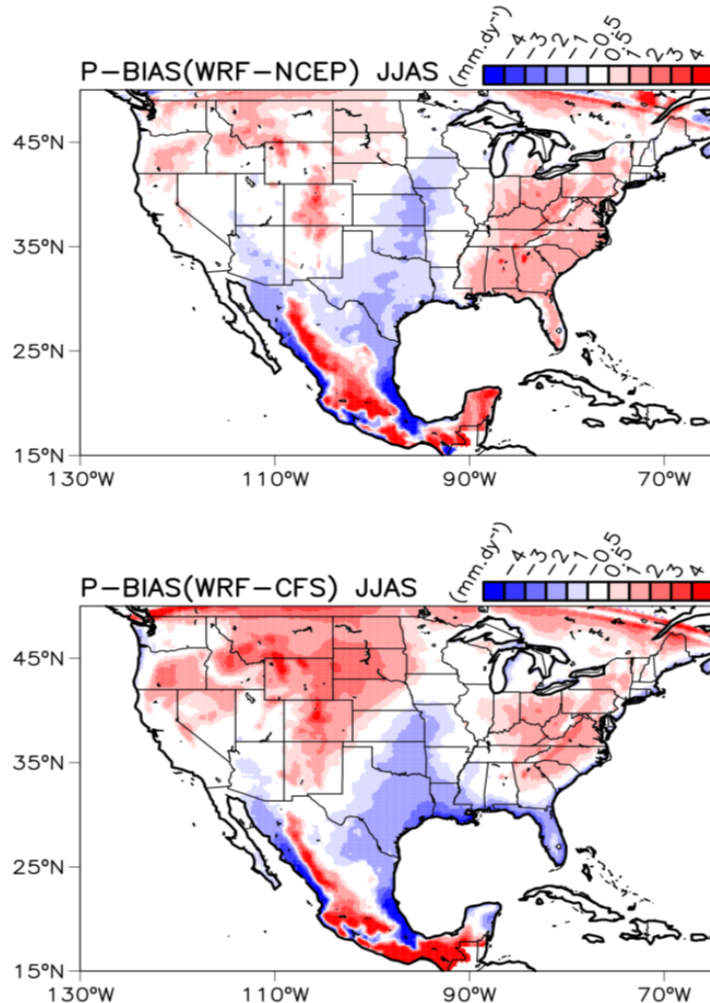 P-BIAS(WRF-NCEP) JJAS (mm.dy⁻¹) -4 -3 -2 -1 -0.5 0.5 1 2 3 4
45°N
35°N
25°N
15°N
130°W 110°W 90°W 70°W
P-BIAS(WRF-CFS) JJAS (mm.dy⁻¹) -4 -3 -2 -1 -0.5 0.5 1 2 3 4
45°N
35°N
25°N
15°N
130°W 110°W 90°W 70°W